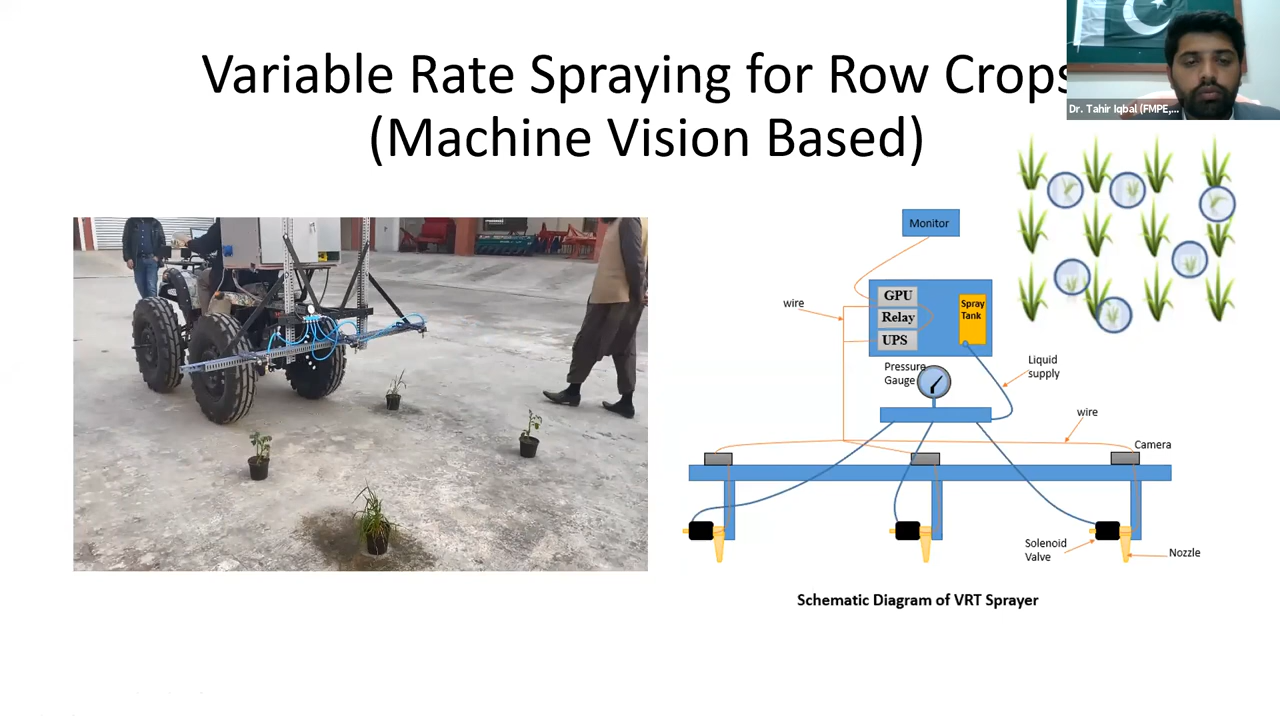 Variable Rate Spraying for Row Crops
(Machine Vision Based)
Dr. Tahir Iqbal (FMPE,...
Monitor
GPU
Relay
UPS
Spray
Tank
wire
Pressure
Gauge
Liquid
supply
wire
Camera
Solenoid
Valve
Nozzle
Schematic Diagram of VRT Sprayer